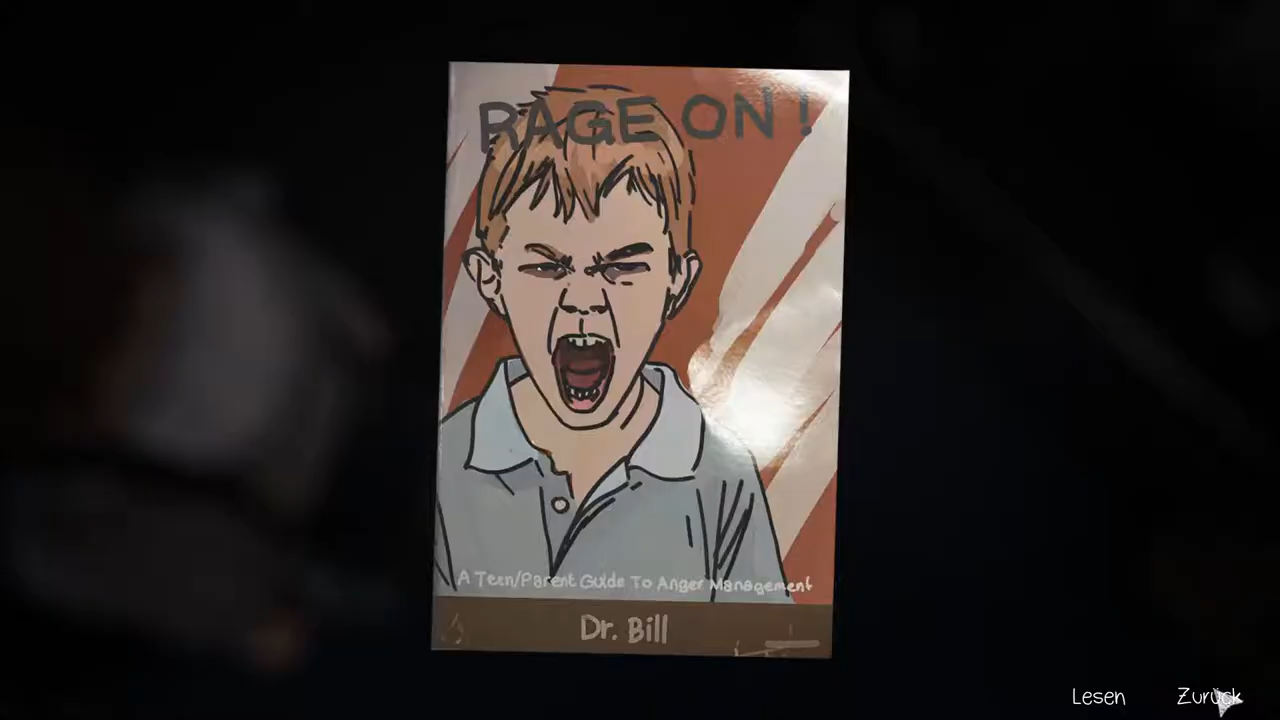 RAGE ON!
A Teen/Parent Guide To Anger Management
Dr. Bill
Lesen Zurück